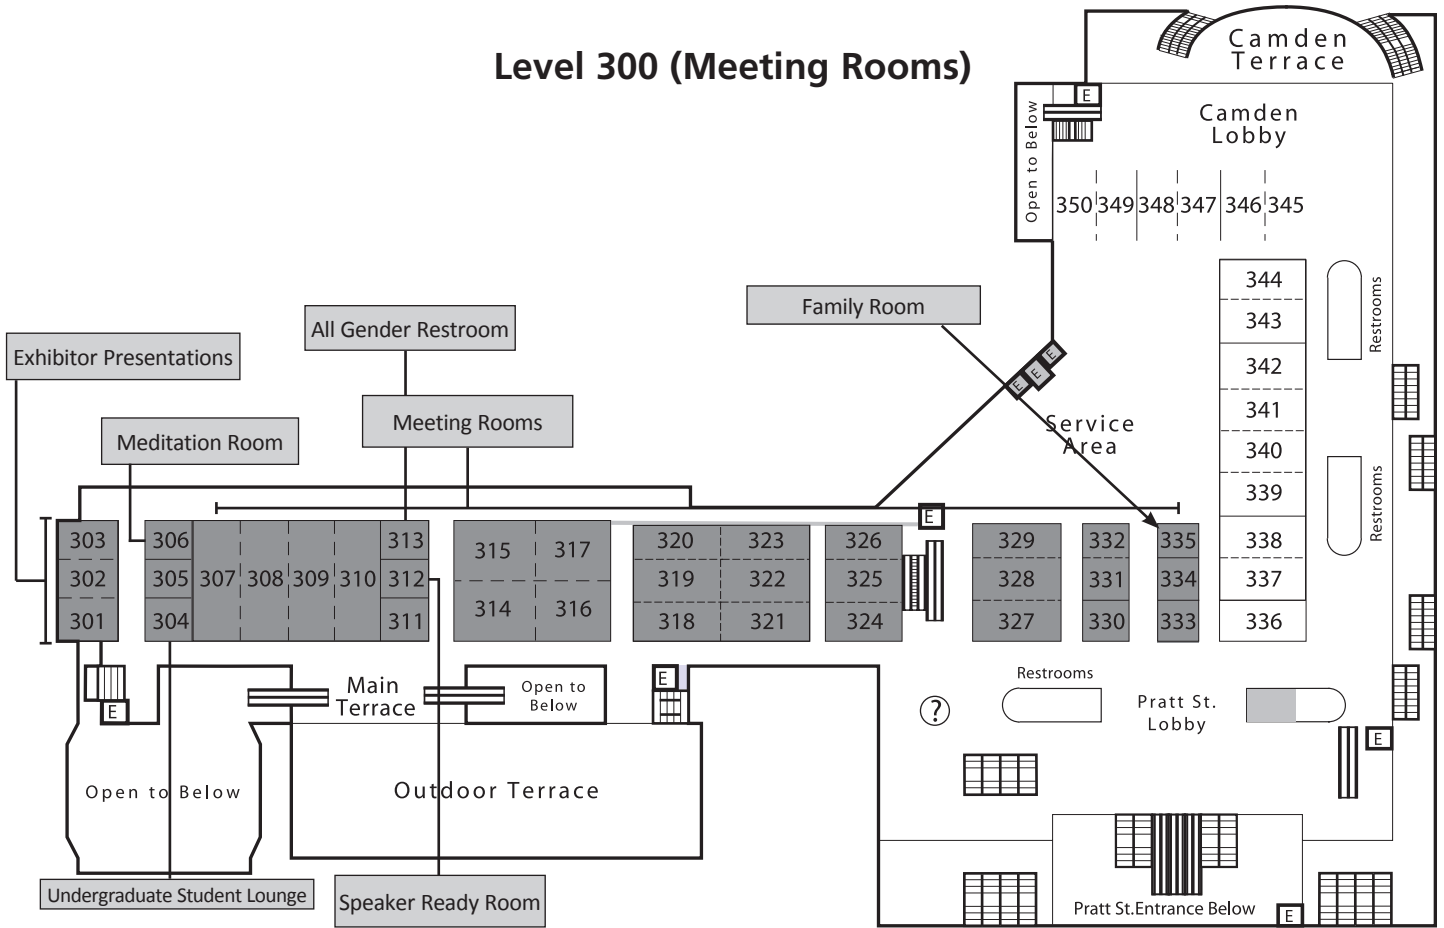 Level 300 (Meeting Rooms)
Camden
Terrace
E
Camden
Lobby
Open to Below
350 349 348 347 346 345
344
343
342
341
340
339
338
337
336
Restrooms
Restrooms
Family Room
All Gender Restroom
Exhibitor Presentations
Meeting Rooms
Meditation Room
E
E
E
Service
Area
E
303
302
301
306
305
304
307 308 309 310
313
312
311
315 317
314 316
320 323
319 322
318 321
326
325
324
329
328
327
332
331
330
335
334
333
E
Main
Terrace
Open to
Below
E
Restrooms
?
Pratt St.
Lobby
E
Open to Below
Outdoor Terrace
Undergraduate Student Lounge
Speaker Ready Room
Pratt St.Entrance Below
E